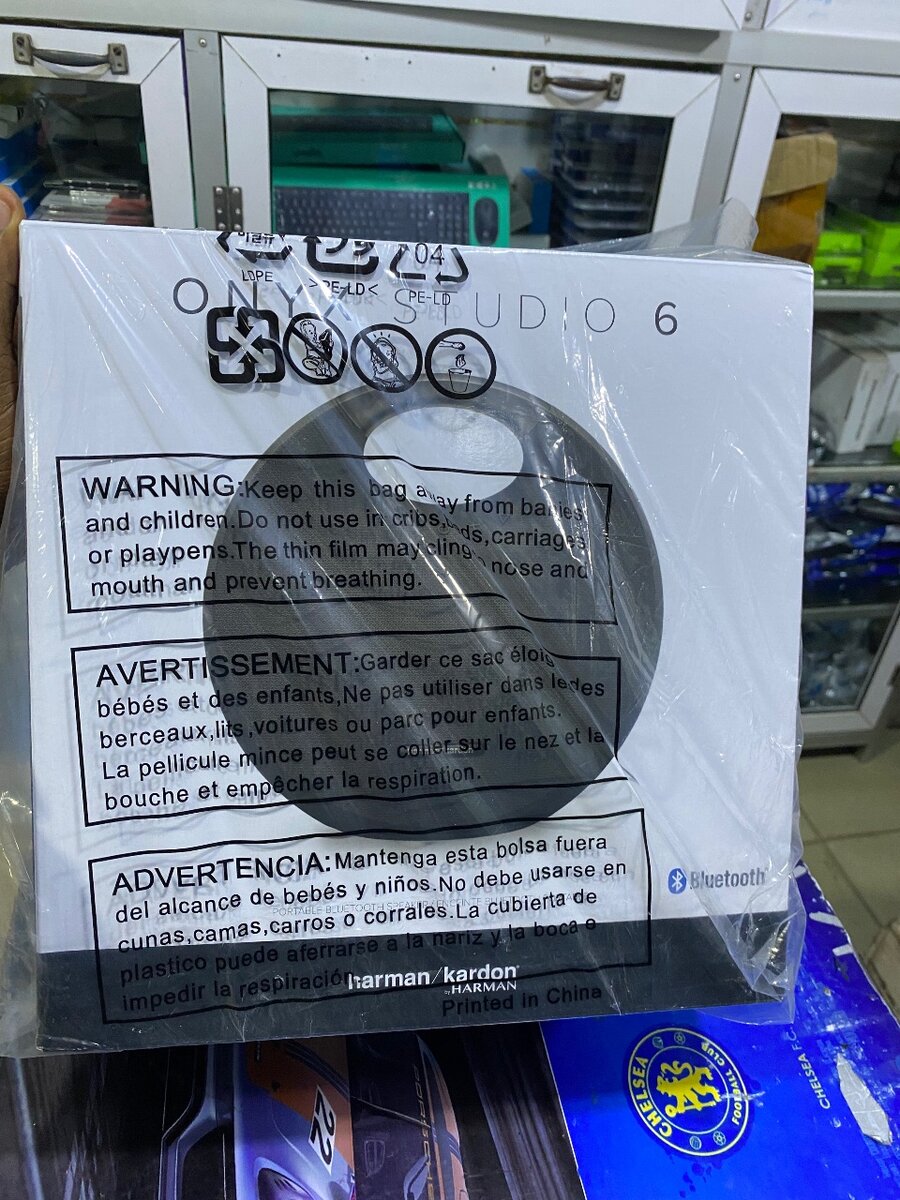 LDPE
>PE-LD<
04
PE-LD
ONYX STUDIO 6
WARNING:Keep this bag away from babies
and children.Do not use in cribs, ds,carriages
or playpens.The thin film may cling nose and
mouth and prevent breathing.
AVERTISSEMENT:Garder ce sac éloig
bébés et des enfants,Ne pas utiliser dans les des
berceaux,lits,voitures ou parc pour enfants.
La pellicule mince peut se coller sur le nez et la
bouche et empêcher la respiration.
ADVERTENCIA:Mantenga esta bolsa fuera
del alcance de bebés y niños.No debe usarse en
cunas,camas,carros o corrales.La cubierta de
plastico puede aferrarse a la nariz y la boca e
impedir la respiración
PORTABLE BLUETOOTH SPEAKER
Bluetooth
harman/kardon
by HARMAN
Printed in China
CHELSEA
FOOTBALL CLUB
CHELSEA F.C
22